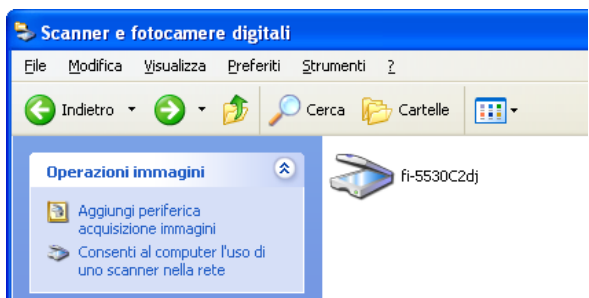 Scanner e fotocamere digitali
File Modifica Visualizza Preferiti Strumenti ?
Indietro Cerca Cartelle
Operazioni immagini
fi-5530C2dj
Aggiungi periferica
acquisizione immagini
Consenti al computer l'uso di
uno scanner nella rete